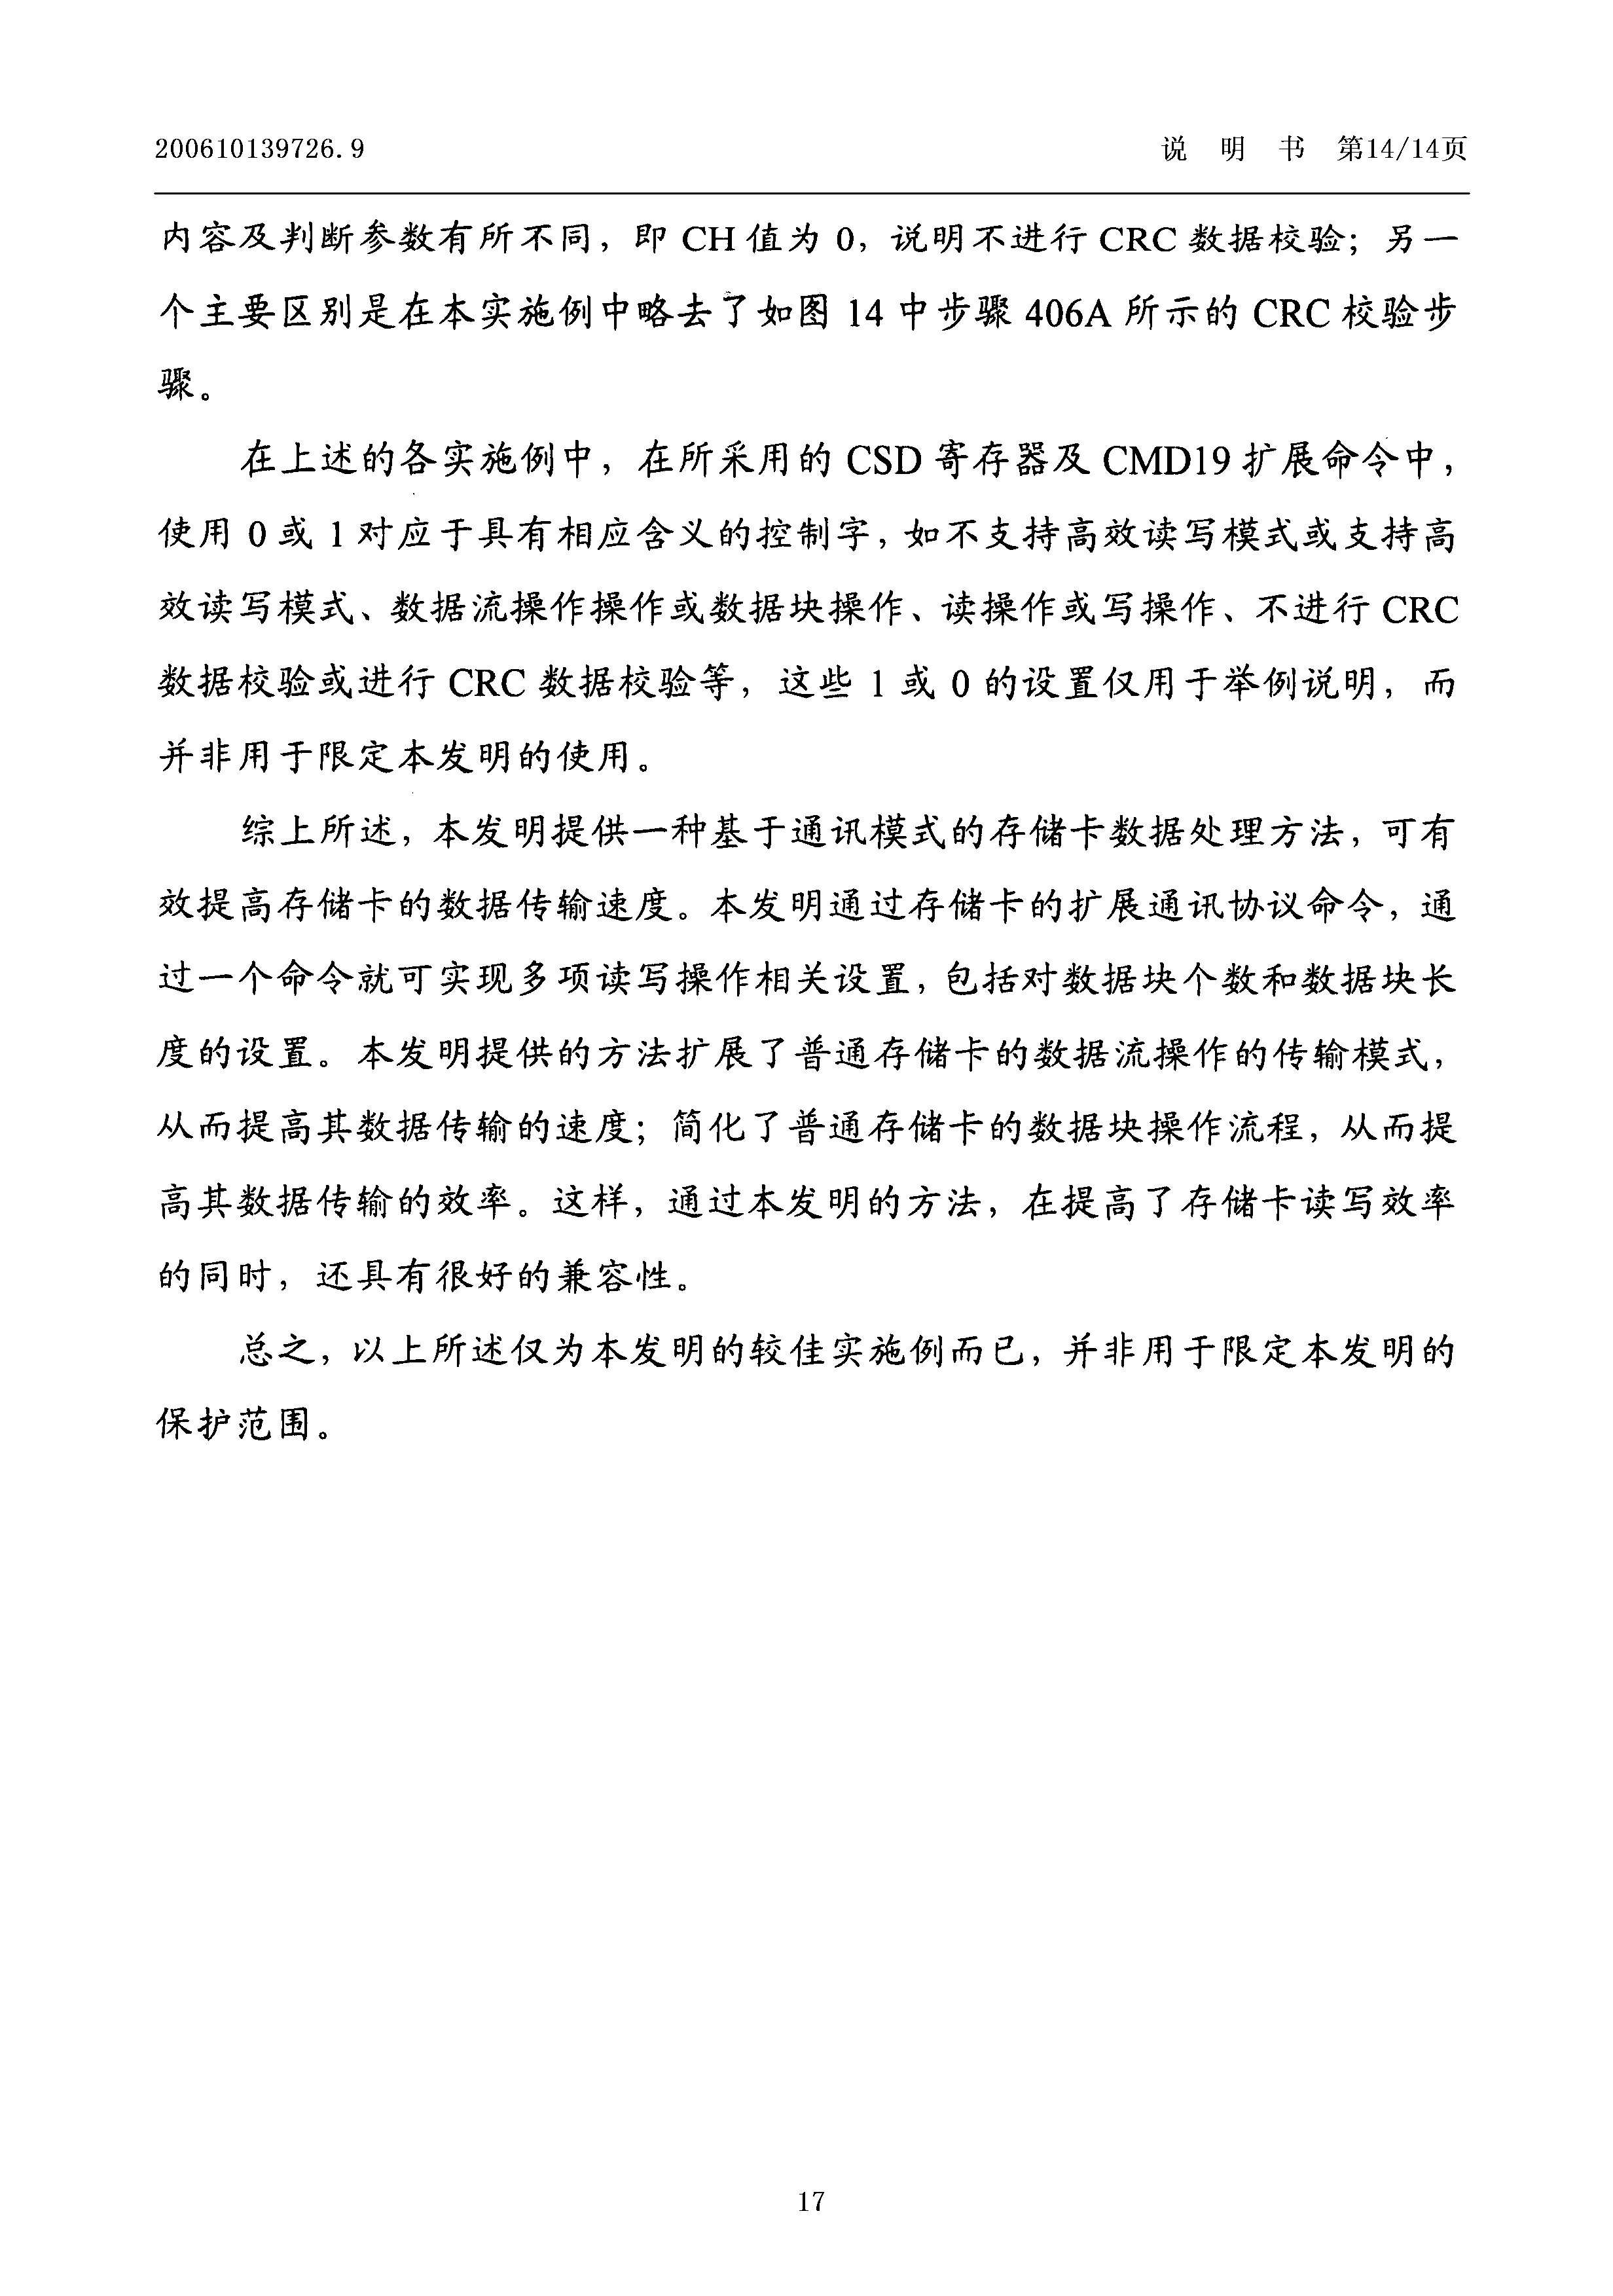 200610139726.9 说 明 书 第14/14页
内容及判断参数有所不同，即 CH 值为 0，说明不进行 CRC 数据校验；另一
个主要区别是在本实施例中略去了如图 14 中步骤 406A 所示的 CRC 校验步
骤。
在上述的各实施例中，在所采用的 CSD 寄存器及 CMD19 扩展命令中，
使用 0 或 1 对应于具有相应含义的控制字，如不支持高效读写模式或支持高
效读写模式、数据流操作操作或数据块操作、读操作或写操作、不进行 CRC
数据校验或进行 CRC 数据校验等，这些 1 或 0 的设置仅用于举例说明，而
并非用于限定本发明的使用。
综上所述，本发明提供一种基于通讯模式的存储卡数据处理方法，可有
效提高存储卡的数据传输速度。本发明通过存储卡的扩展通讯协议命令，通
过一个命令就可实现多项读写操作相关设置，包括对数据块个数和数据块长
度的设置。本发明提供的方法扩展了普通存储卡的数据流操作的传输模式，
从而提高其数据传输的速度；简化了普通存储卡的数据块操作流程，从而提
高其数据传输的效率。这样，通过本发明的方法，在提高了存储卡读写效率
的同时，还具有很好的兼容性。
总之，以上所述仅为本发明的较佳实施例而已，并非用于限定本发明的
保护范围。
17